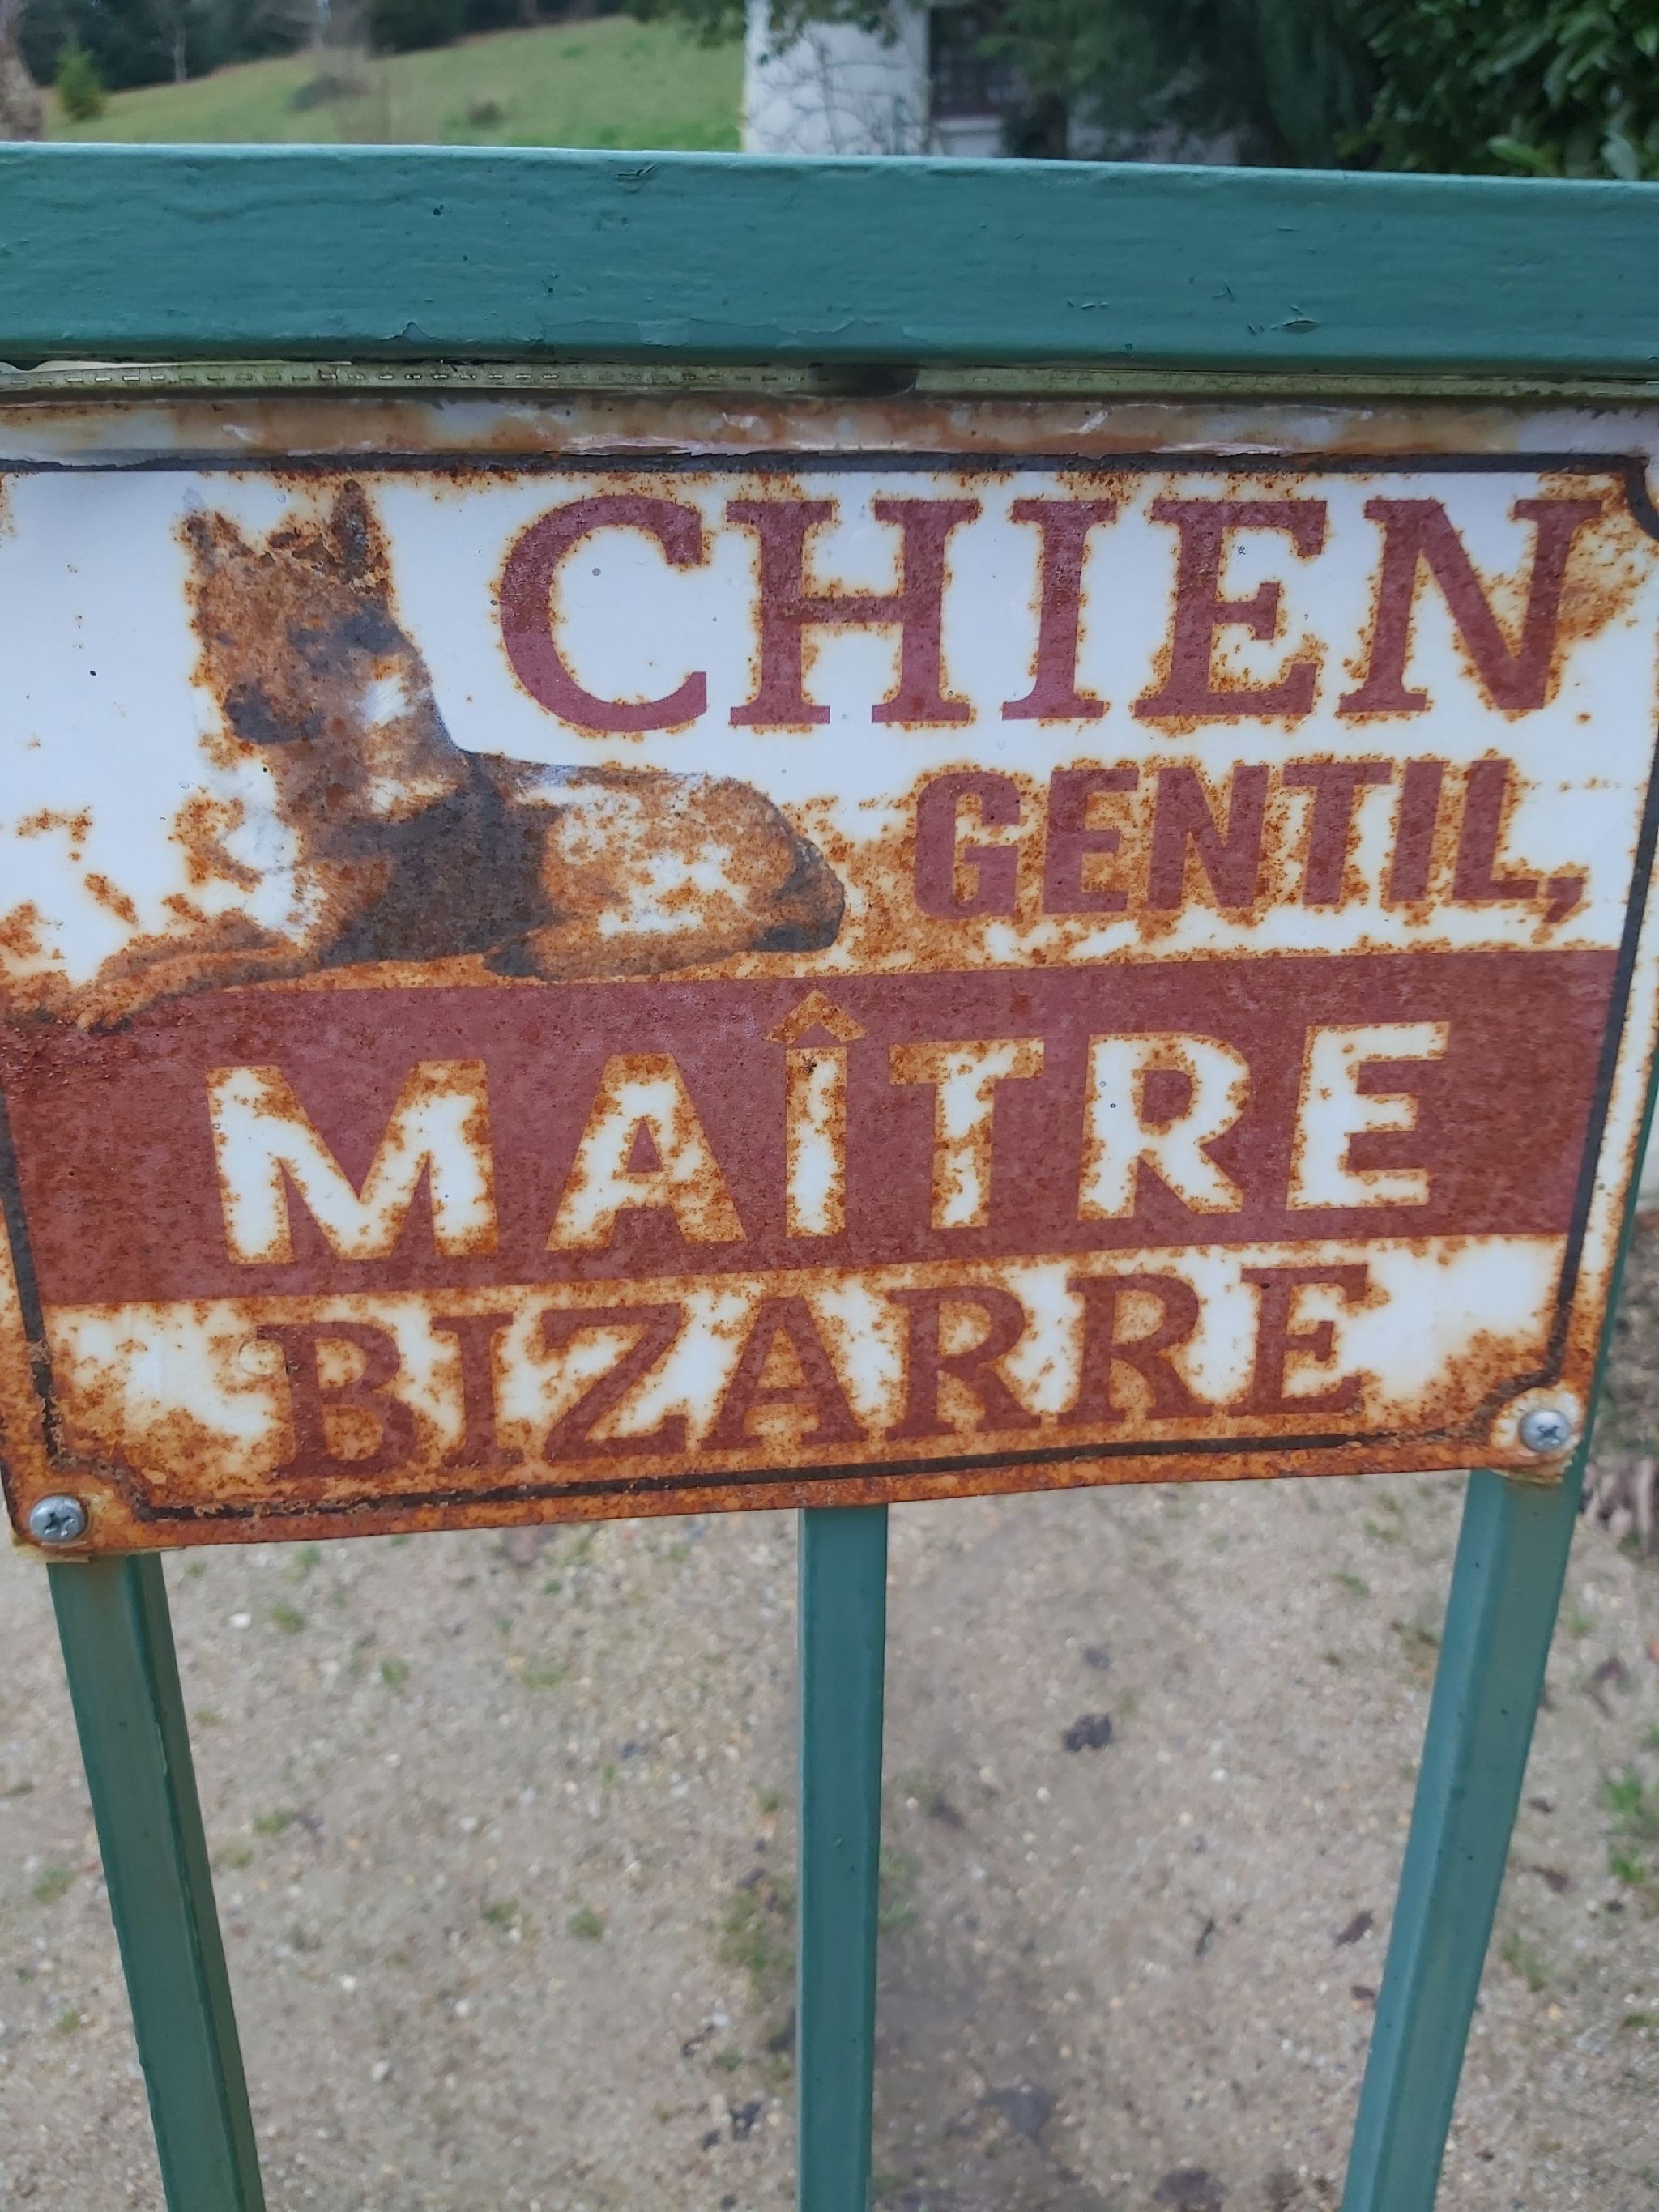 CHIEN
GENTIL,
MAÎTRE
BIZARRE